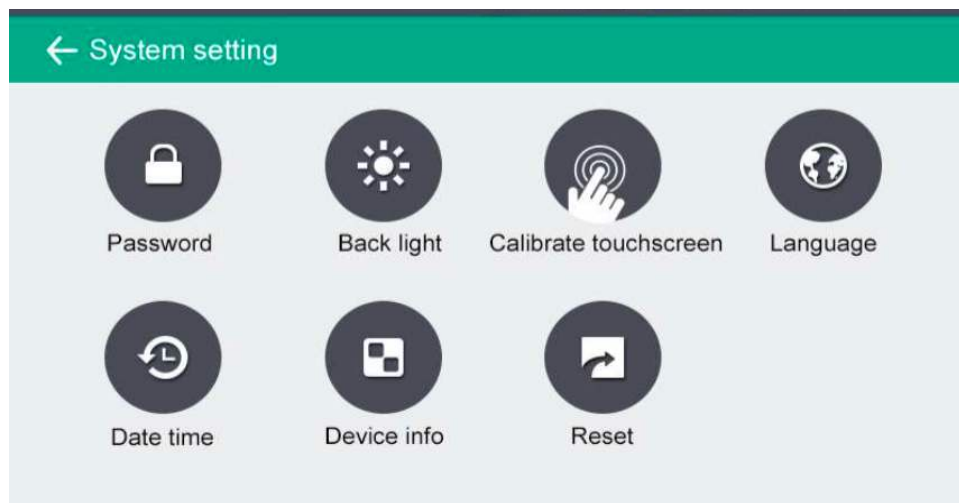 System setting
Password
Back light
Calibrate touchscreen
Language
Date time
Device info
Reset